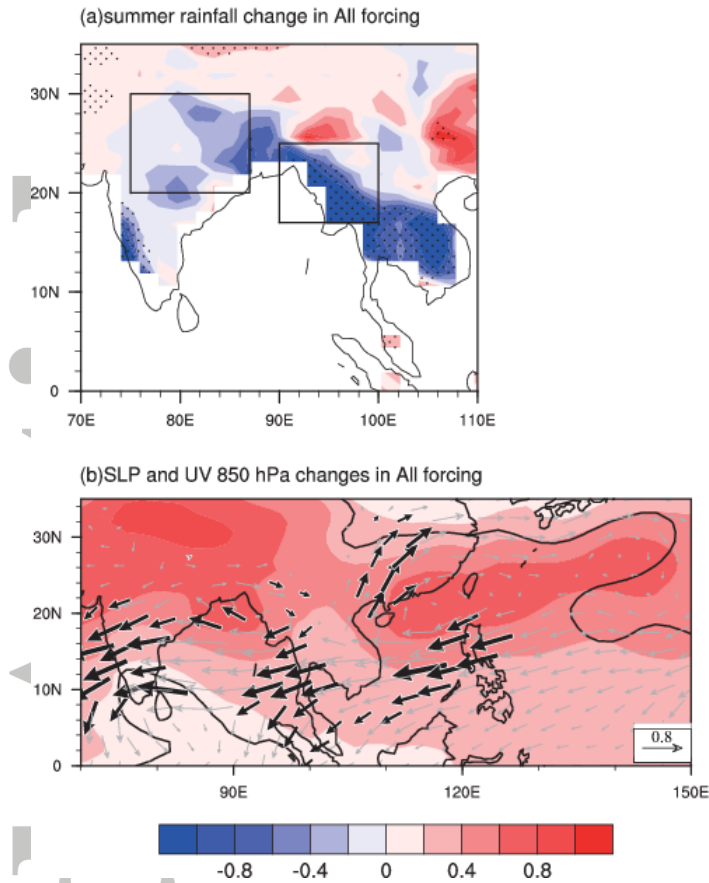 (a)summer rainfall change in All forcing
30N
20N
10N
0
70E 80E 90E 100E 110E
(b)SLP and UV 850 hPa changes in All forcing
30N
20N
10N
0
0.8
90E 120E 150E
-0.8 -0.4 0 0.4 0.8